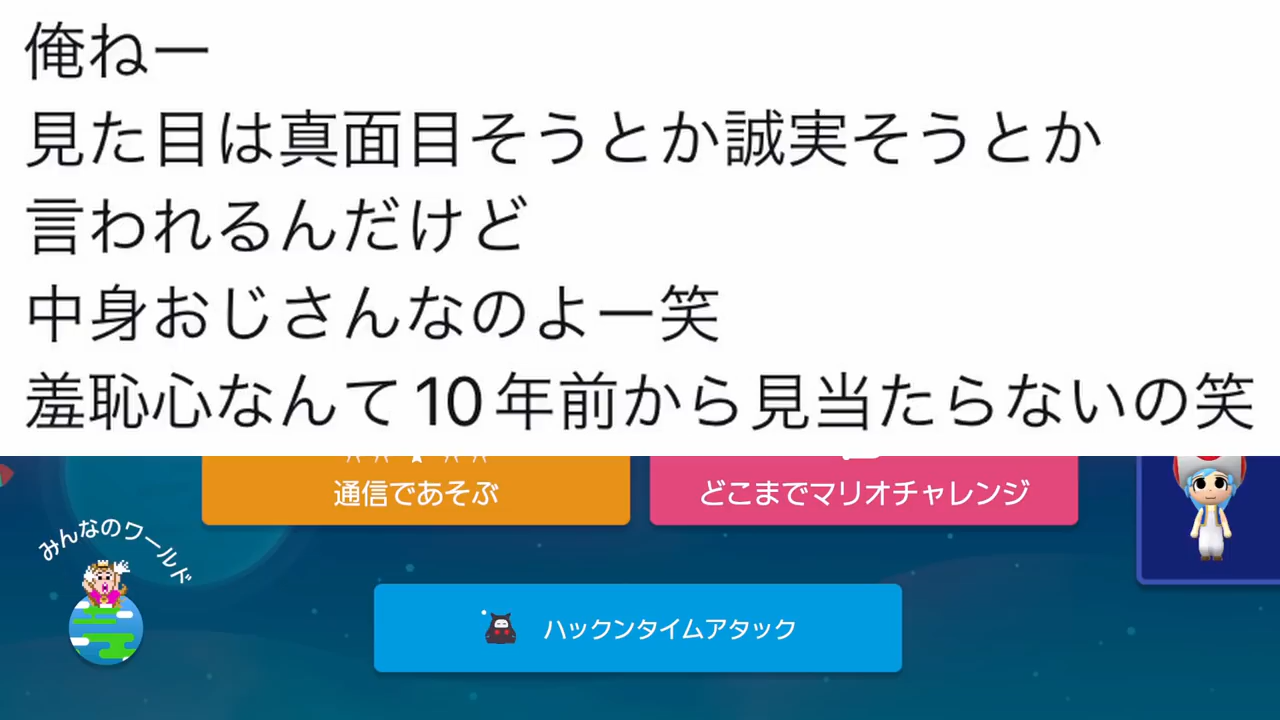 俺ねー
見た目は真面目そうとか誠実そうとか
言われるんだけど
中身おじさんなのよー笑
羞恥心なんて10年前から見当たらないの笑
通信であそぶ
どこまでマリオチャレンジ
みんなのワールド
ハックンタイムアタック